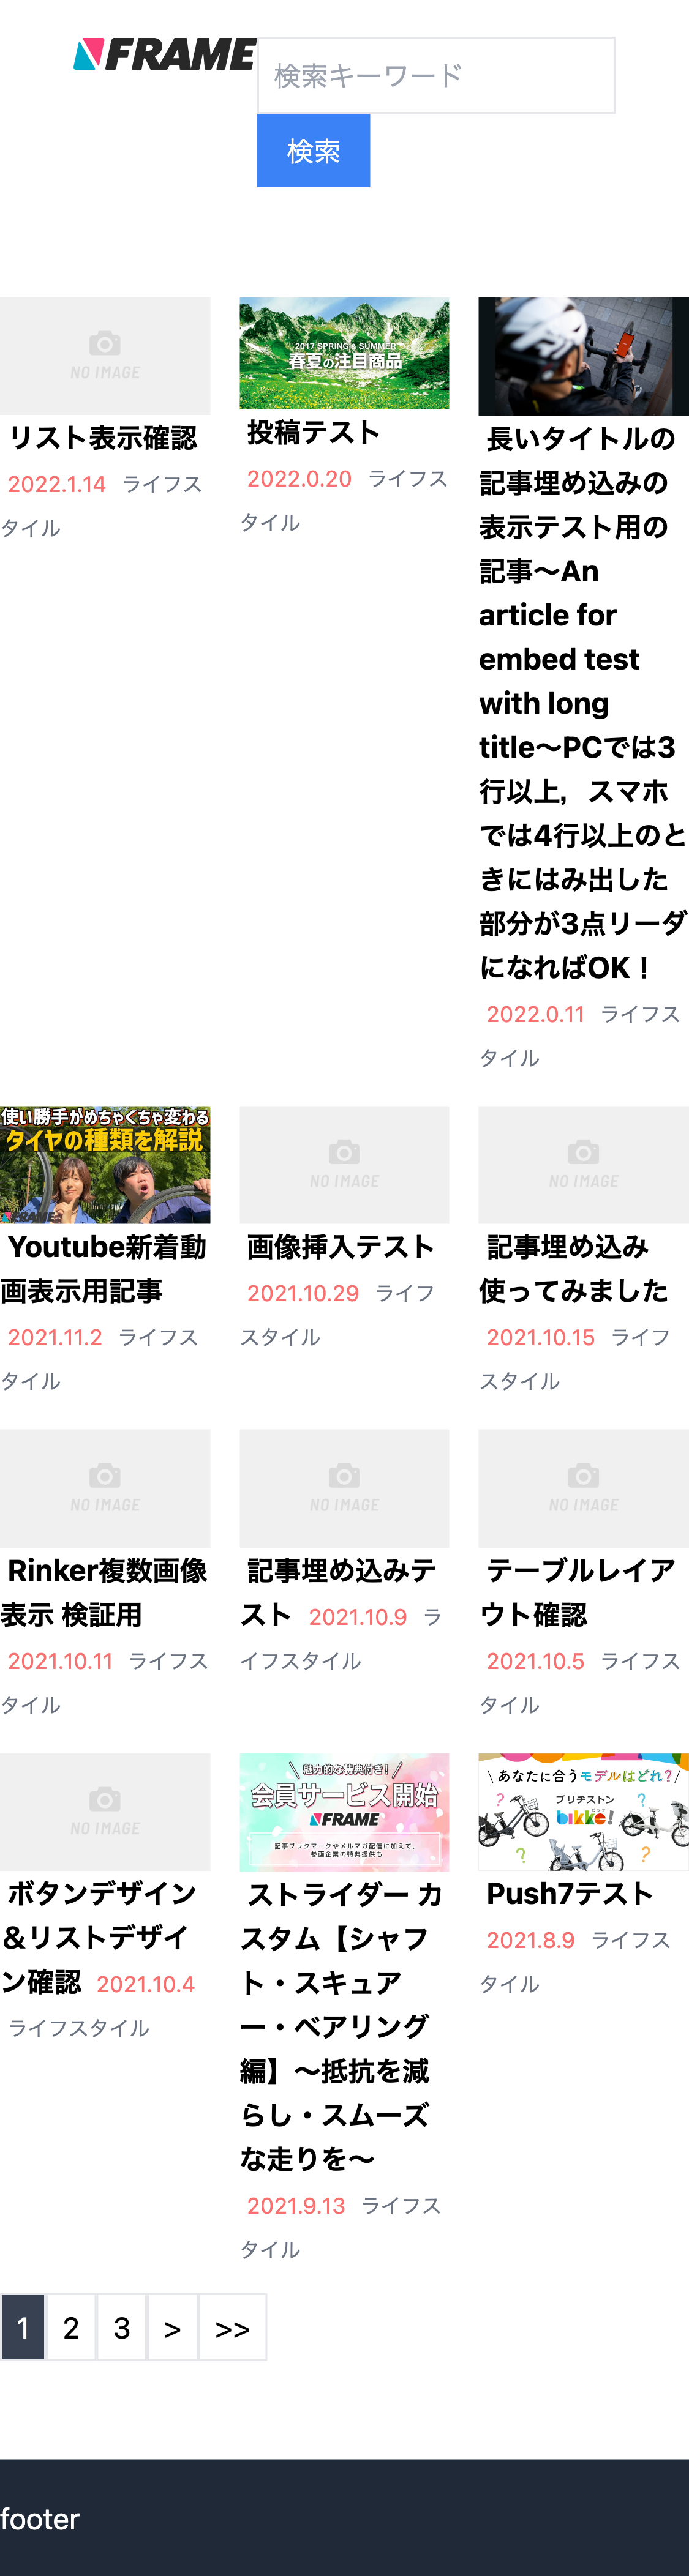 FRAME
検索キーワード
検索
NO IMAGE
リスト表示確認
2022.1.14 ライフス
タイル
2017 SPRING & SUMMER
春夏の注目商品
投稿テスト
2022.0.20 ライフス
タイル
長いタイトルの
記事埋め込みの
表示テスト用の
記事〜An
article for
embed test
with long
title〜PCでは3
行以上，スマホ
では4行以上のと
きにはみ出した
部分が3点リーダ
になればOK！
2022.0.11 ライフス
タイル
使い勝手がめちゃくちゃ変わる
タイヤの種類を解説
FRAME
Youtube新着動
画表示用記事
2021.11.2 ライフス
タイル
NO IMAGE
画像挿入テスト
2021.10.29 ライフ
スタイル
NO IMAGE
記事埋め込み
使ってみました
2021.10.15 ライフ
スタイル
NO IMAGE
Rinker複数画像
表示 検証用
2021.10.11 ライフス
タイル
NO IMAGE
記事埋め込みテ
スト 2021.10.9 ラ
イフスタイル
NO IMAGE
テーブルレイア
ウト確認
2021.10.5 ライフス
タイル
NO IMAGE
ボタンデザイン
＆リストデザイ
ン確認 2021.10.4
ライフスタイル
魅力的な特典付き！
会員サービス開始
FRAME
記事ブックマークやメルマガ配信に加えて、
参画企業の特典提供も
ストライダー カ
スタム【シャフ
ト・スキュア
ー・ベアリング
編】〜抵抗を減
らし・スムーズ
な走りを〜
2021.9.13 ライフス
タイル
あなたに合うモデルはどれ？
ブリヂストン
bikke!
Push7テスト
2021.8.9 ライフス
タイル
1 2 3 > >>
footer